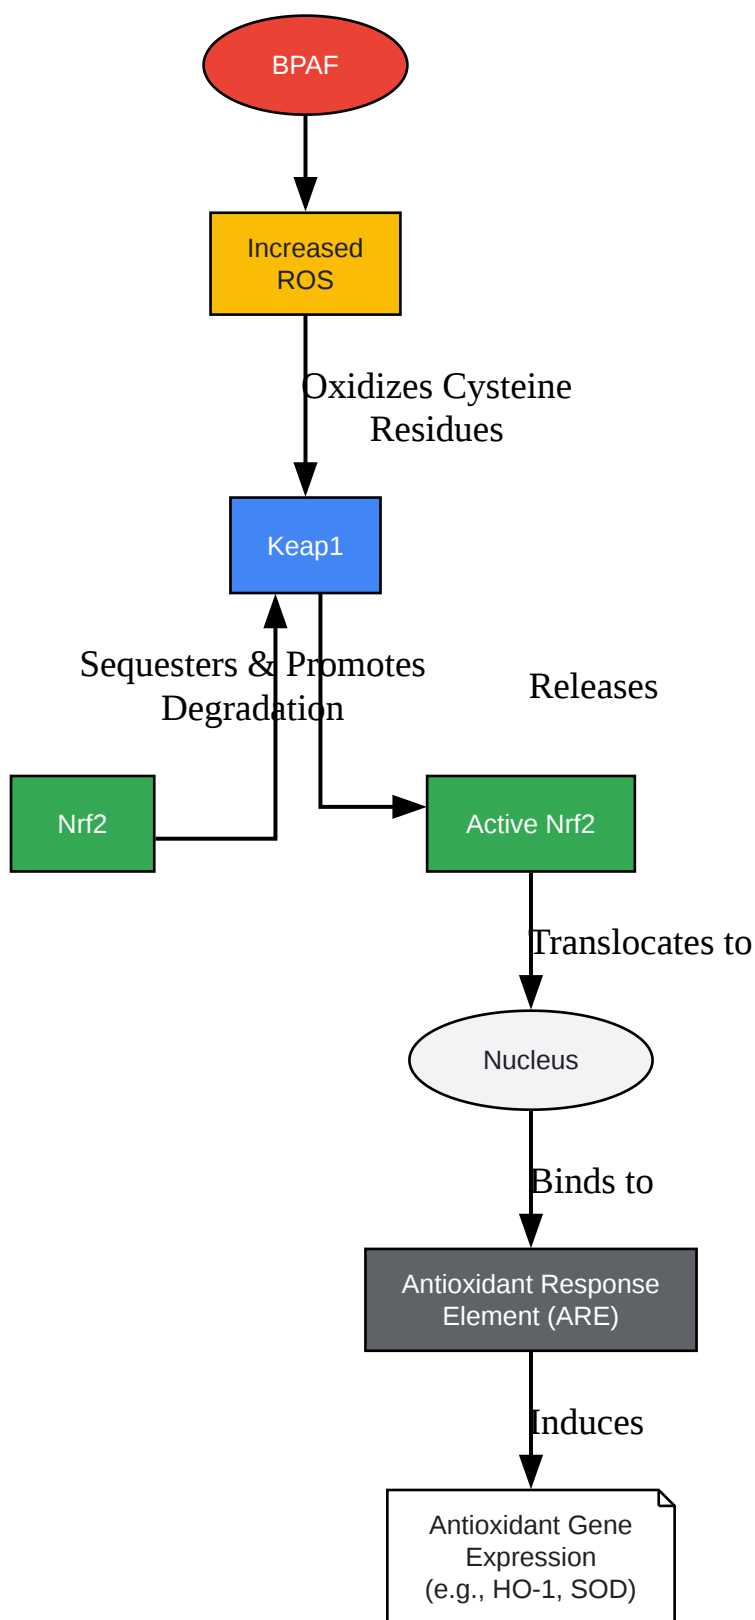 BPAF
Increased
ROS
Oxidizes Cysteine
Residues
Keap1
Sequesters & Promotes
Degradation
Releases
Nrf2
Active Nrf2
Translocates to
Nucleus
Binds to
Antioxidant Response
Element (ARE)
Induces
Antioxidant Gene
Expression
(e.g., HO-1, SOD)